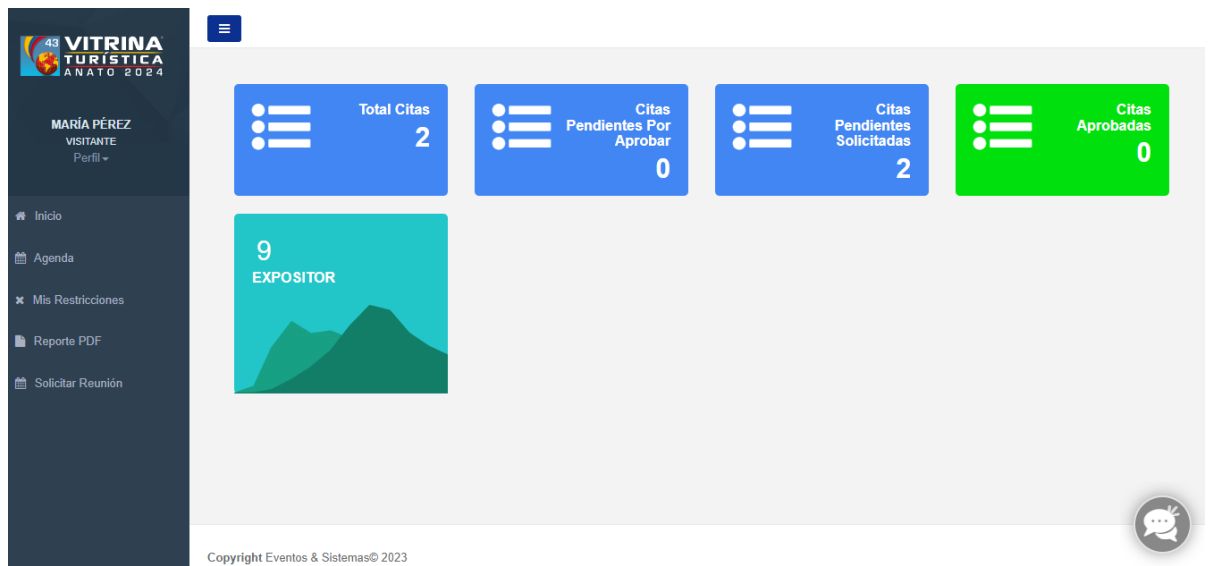 43 VITRINA
TURÍSTICA
ANATO 2024
MARÍA PÉREZ
VISITANTE
Perfil
Inicio
Agenda
Mis Restricciones
Reporte PDF
Solicitar Reunión
Total Citas
2
Citas
Pendientes Por
Aprobar
0
Citas
Pendientes
Solicitadas
2
Citas
Aprobadas
0
9
EXPOSITOR
Copyright Eventos & Sistemas© 2023